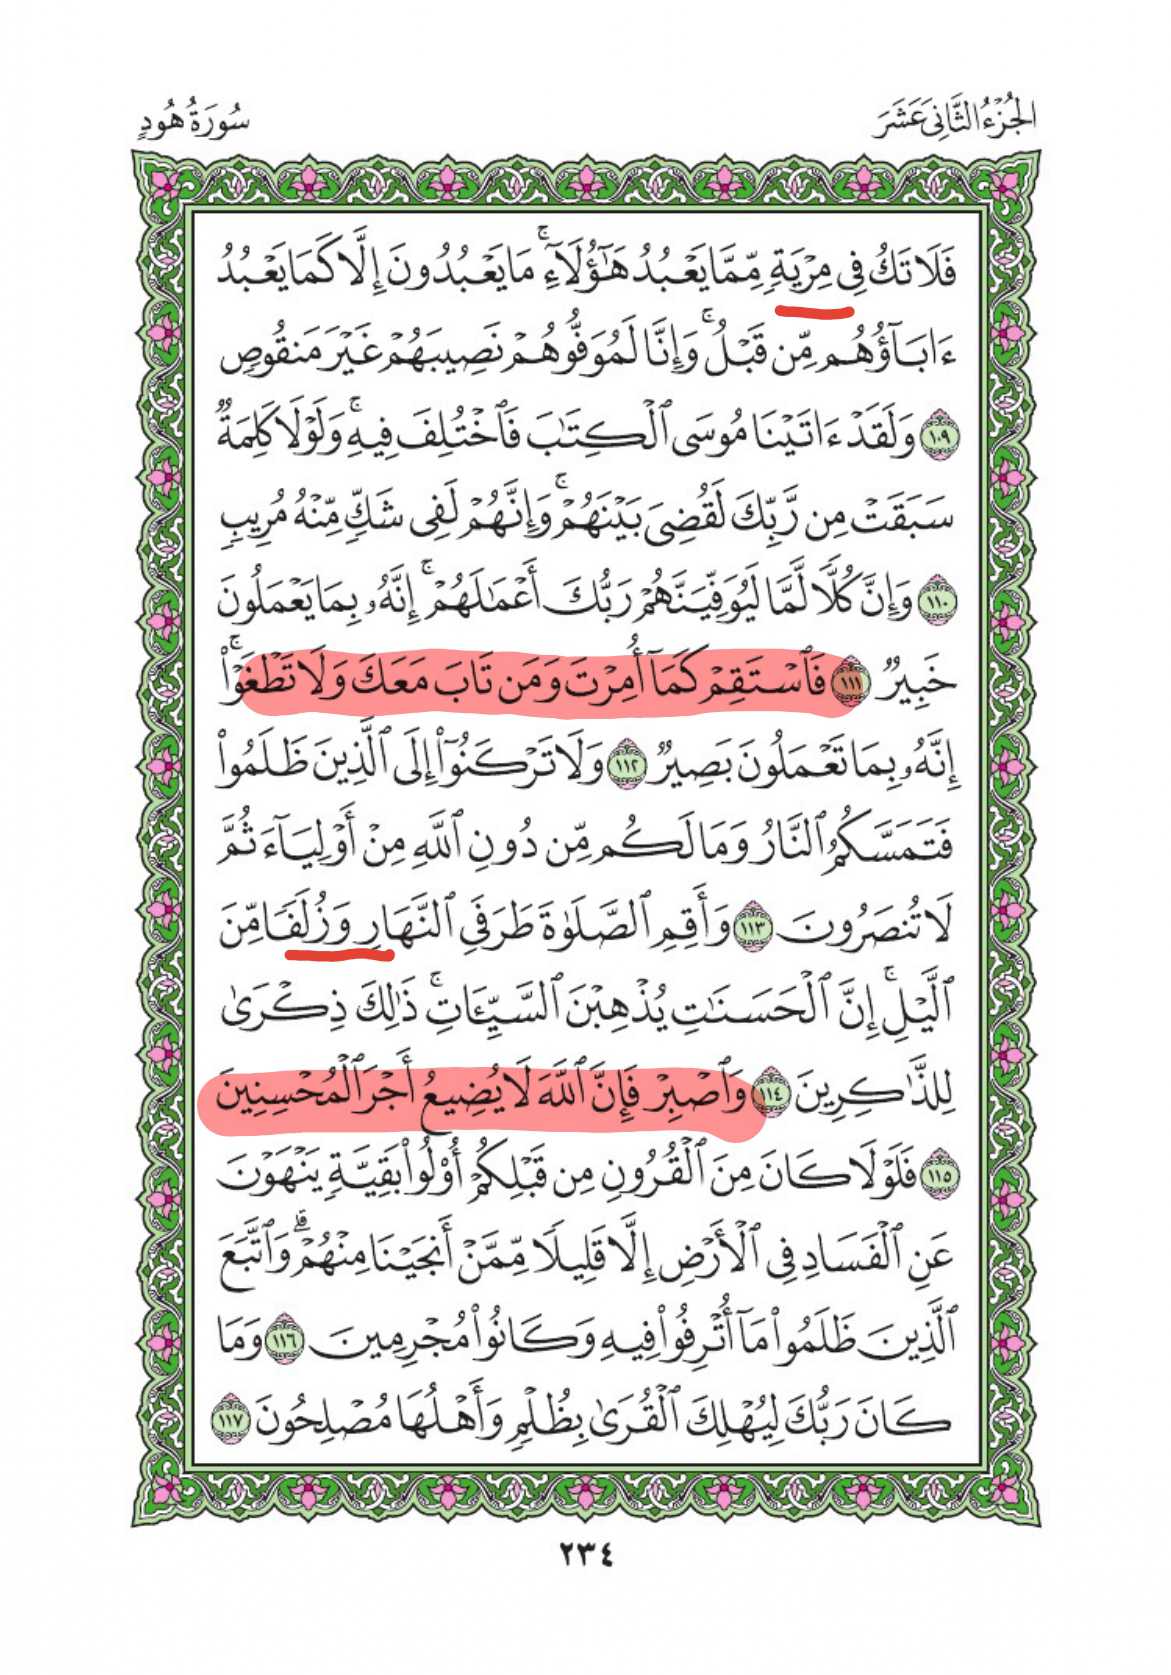 الجُزْءُ الثَّانِى عَشَرَ
سُورَةُ هُودٍ
فَلَا تَكُ فِى مِرْيَةٍ مِّمَّا يَعْبُدُ هَٰٓؤُلَآءِ ۚ مَا يَعْبُدُونَ إِلَّا كَمَا يَعْبُدُ
ءَابَآؤُهُم مِّن قَبْلُ ۚ وَإِنَّا لَمُوَفُّوهُمْ نَصِيبَهُمْ غَيْرَ مَنقُوصٍ
١٠٩ وَلَقَدْ ءَاتَيْنَا مُوسَى ٱلْكِتَٰبَ فَٱخْتُلِفَ فِيهِ ۚ وَلَوْلَا كَلِمَةٌ
سَبَقَتْ مِن رَّبِّكَ لَقُضِىَ بَيْنَهُمْ ۚ وَإِنَّهُمْ لَفِى شَكٍّ مِّنْهُ مُرِيبٍ
١١٠ وَإِنَّ كُلًّا لَّمَّا لَيُوَفِّيَنَّهُمْ رَبُّكَ أَعْمَٰلَهُمْ ۚ إِنَّهُۥ بِمَا يَعْمَلُونَ
خَبِيرٌ ١١١ فَٱسْتَقِمْ كَمَآ أُمِرْتَ وَمَن تَابَ مَعَكَ وَلَا تَطْغَوْا۟ ۚ
إِنَّهُۥ بِمَا تَعْمَلُونَ بَصِيرٌ ١١٢ وَلَا تَرْكَنُوٓا۟ إِلَى ٱلَّذِينَ ظَلَمُوا۟
فَتَمَسَّكُمُ ٱلنَّارُ وَمَا لَكُم مِّن دُونِ ٱللَّهِ مِنْ أَوْلِيَآءَ ثُمَّ
لَا تُنصَرُونَ ١١٣ وَأَقِمِ ٱلصَّلَوٰةَ طَرَفَىِ ٱلنَّهَارِ وَزُلَفًا مِّنَ
ٱلَّيْلِ ۚ إِنَّ ٱلْحَسَنَٰتِ يُذْهِبْنَ ٱلسَّيِّـَٔاتِ ۚ ذَٰلِكَ ذِكْرَىٰ
لِلذَّٰكِرِينَ ١١٤ وَٱصْبِرْ فَإِنَّ ٱللَّهَ لَا يُضِيعُ أَجْرَ ٱلْمُحْسِنِينَ
١١٥ فَلَوْلَا كَانَ مِنَ ٱلْقُرُونِ مِن قَبْلِكُمْ أُو۟لُوا۟ بَقِيَّةٍ يَنْهَوْنَ
عَنِ ٱلْفَسَادِ فِى ٱلْأَرْضِ إِلَّا قَلِيلًا مِّمَّنْ أَنجَيْنَا مِنْهُمْ ۗ وَٱتَّبَعَ
ٱلَّذِينَ ظَلَمُوا۟ مَآ أُتْرِفُوا۟ فِيهِ وَكَانُوا۟ مُجْرِمِينَ ١١٦ وَمَا
كَانَ رَبُّكَ لِيُهْلِكَ ٱلْقُرَىٰ بِظُلْمٍ وَأَهْلُهَا مُصْلِحُونَ ١١٧
٢٣٤